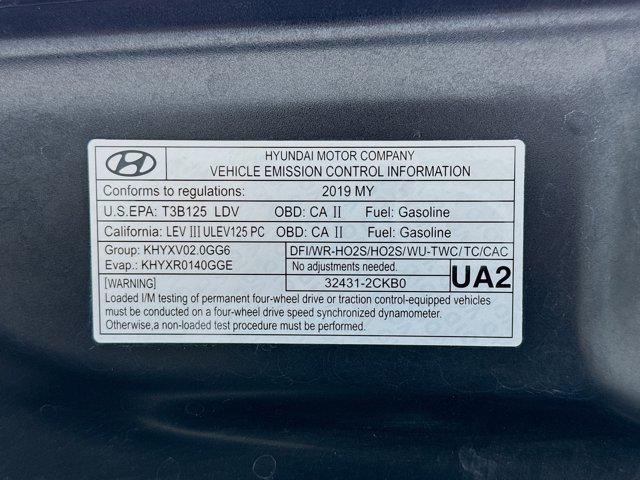 HYUNDAI MOTOR COMPANY
VEHICLE EMISSION CONTROL INFORMATION
Conforms to regulations: 2019 MY
U.S.EPA: T3B125 LDV OBD: CA II Fuel: Gasoline
California: LEV III ULEV125 PC OBD: CA II Fuel: Gasoline
Group: KHYXV02.0GG6 DFI/WR-HO2S/HO2S/WU-TWC/TC/CAC
Evap.: KHYXR0140GGE No adjustments needed. UA2
[WARNING] 32431-2CKB0
Loaded I/M testing of permanent four-wheel drive or traction control-equipped vehicles
must be conducted on a four-wheel drive speed synchronized dynamometer.
Otherwise,a non-loaded test procedure must be performed.